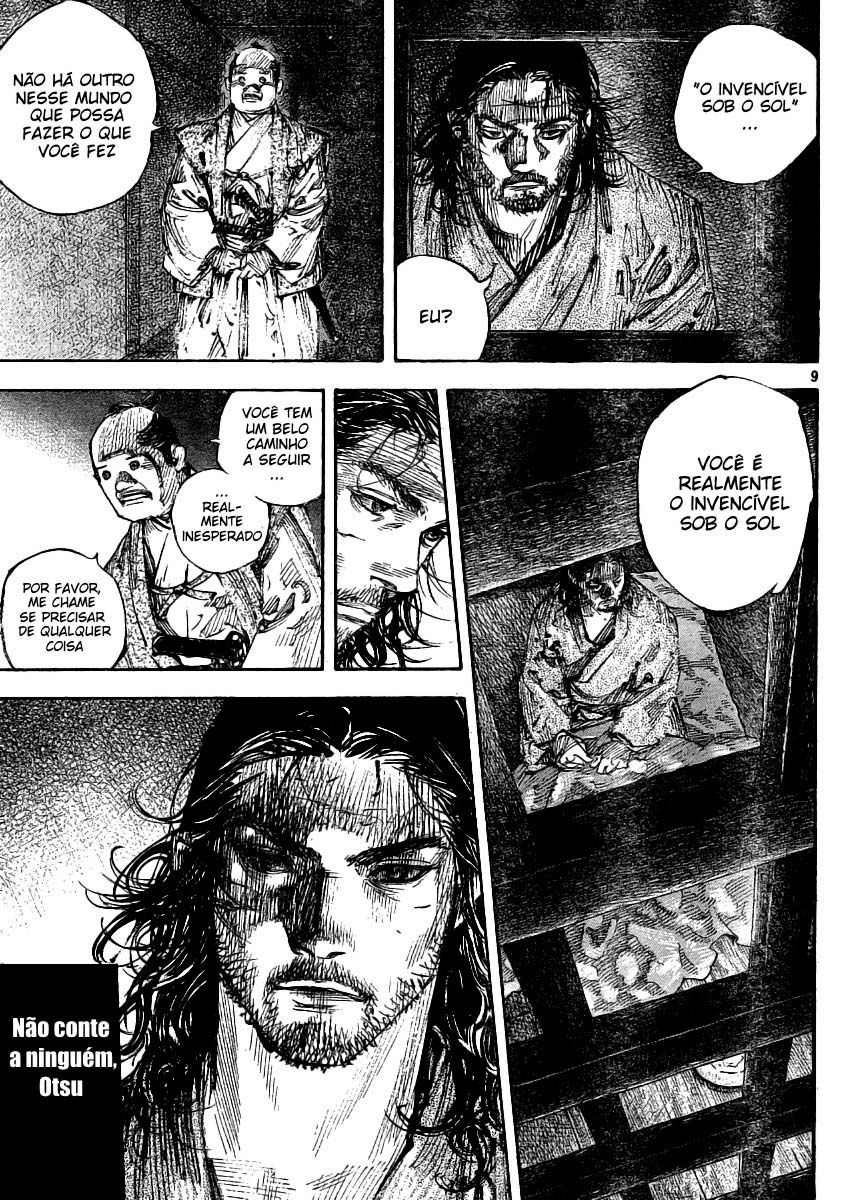 "O INVENCÍVEL
SOB O SOL"
...
EU?
NÃO HÁ OUTRO
NESSE MUNDO
QUE POSSA
FAZER O QUE
VOCÊ FEZ
9
VOCÊ É
REALMENTE
O INVENCÍVEL
SOB O SOL
VOCÊ TEM
UM BELO
CAMINHO
A SEGUIR
...
...
REAL-
MENTE
INESPERADO
POR FAVOR,
ME CHAME
SE PRECISAR
DE QUALQUER
COISA
Não conte
a ninguém,
Otsu